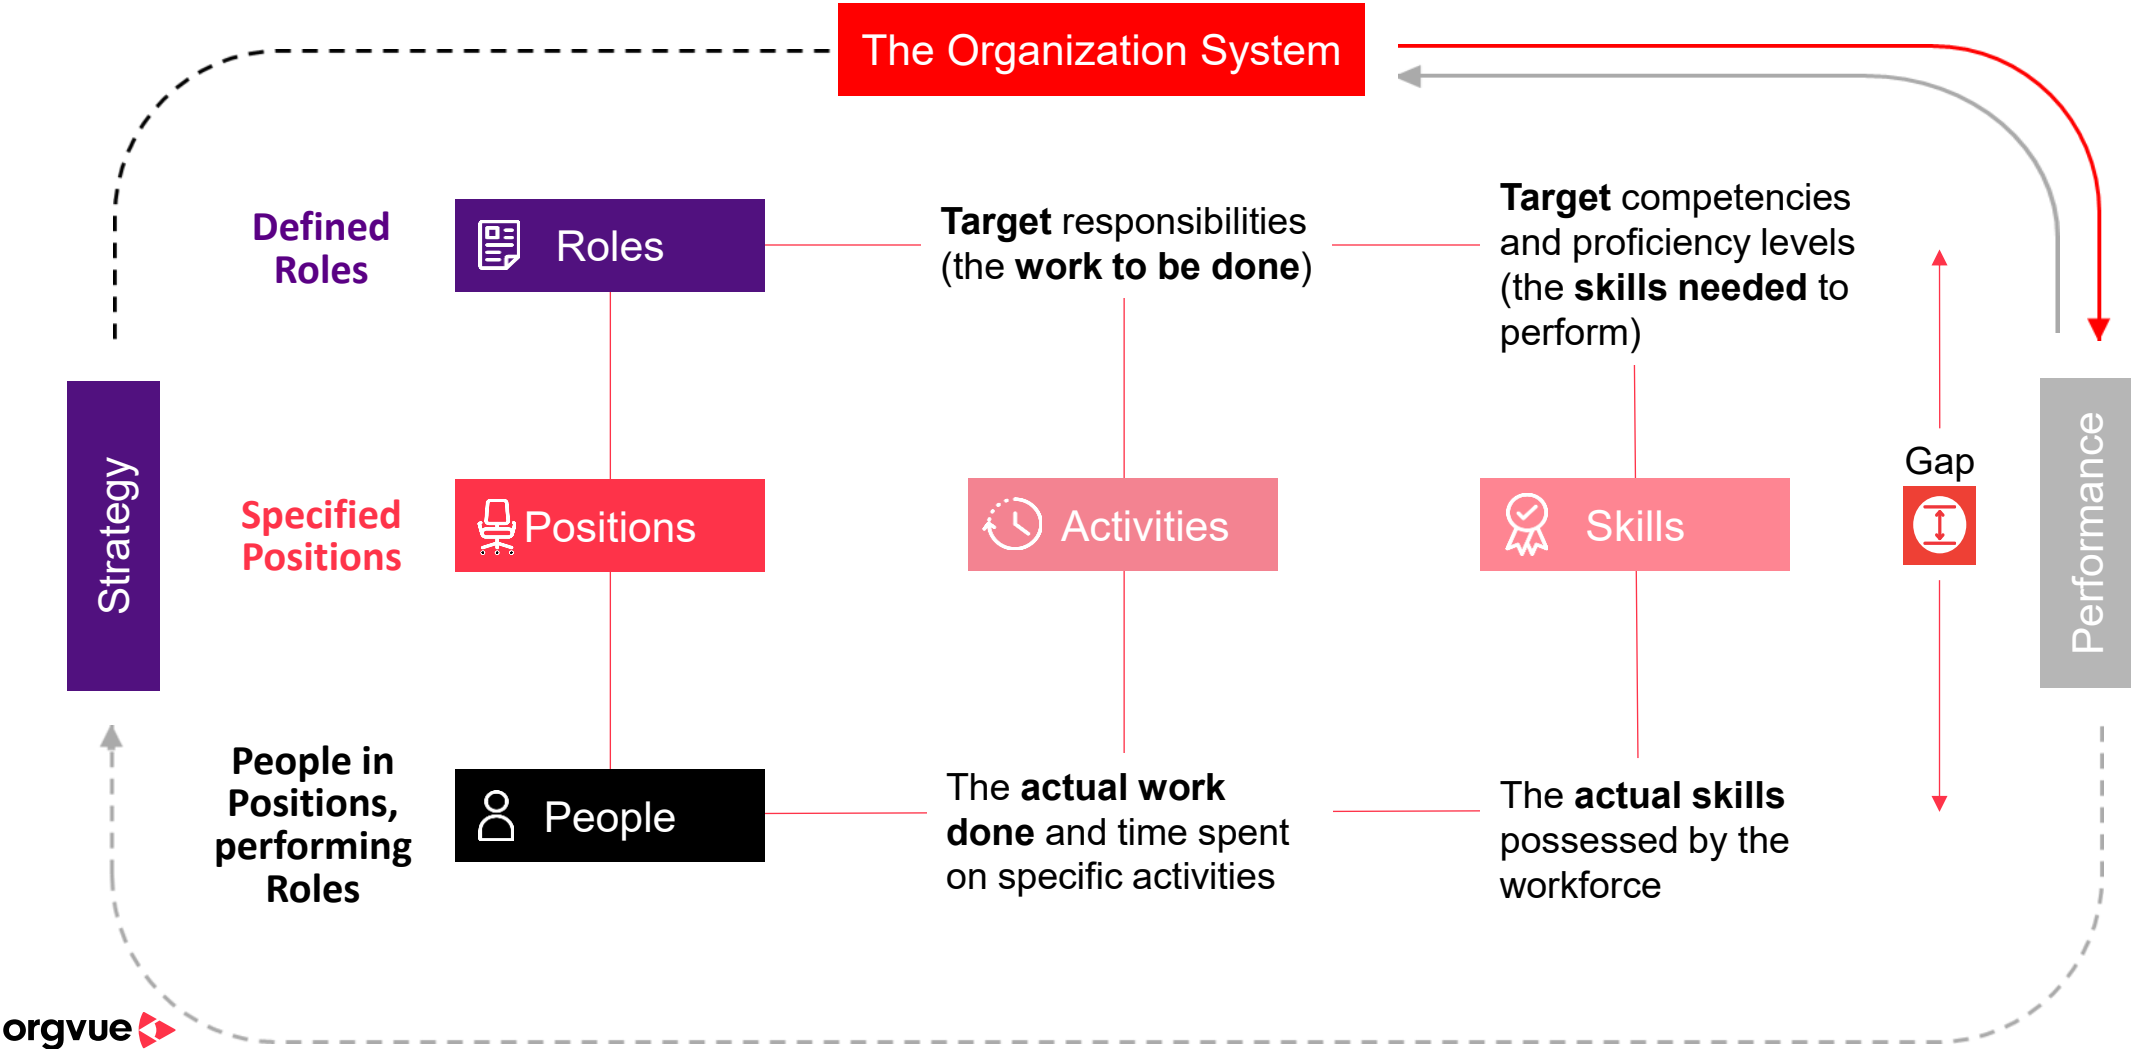 The Organization System
Defined
Roles
Roles
Target responsibilities
(the work to be done)
Target competencies
and proficiency levels
(the skills needed to
perform)
Strategy
Specified
Positions
Positions
Activities
Skills
Gap
Performance
People in
Positions,
performing
Roles
People
The actual work
done and time spent
on specific activities
The actual skills
possessed by the
workforce
orgvue